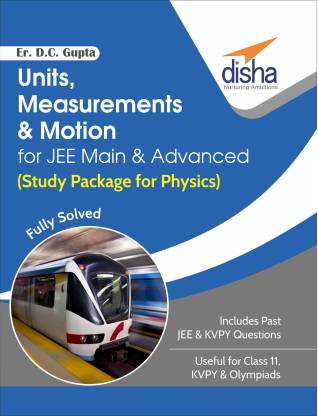 Er. D.C. Gupta
disha
Nurturing Ambitions
Units,
Measurements
& Motion
for JEE Main & Advanced
(Study Package for Physics)
Fully Solved
Includes Past
JEE & KVPY Questions
Useful for Class 11,
KVPY & Olympiads